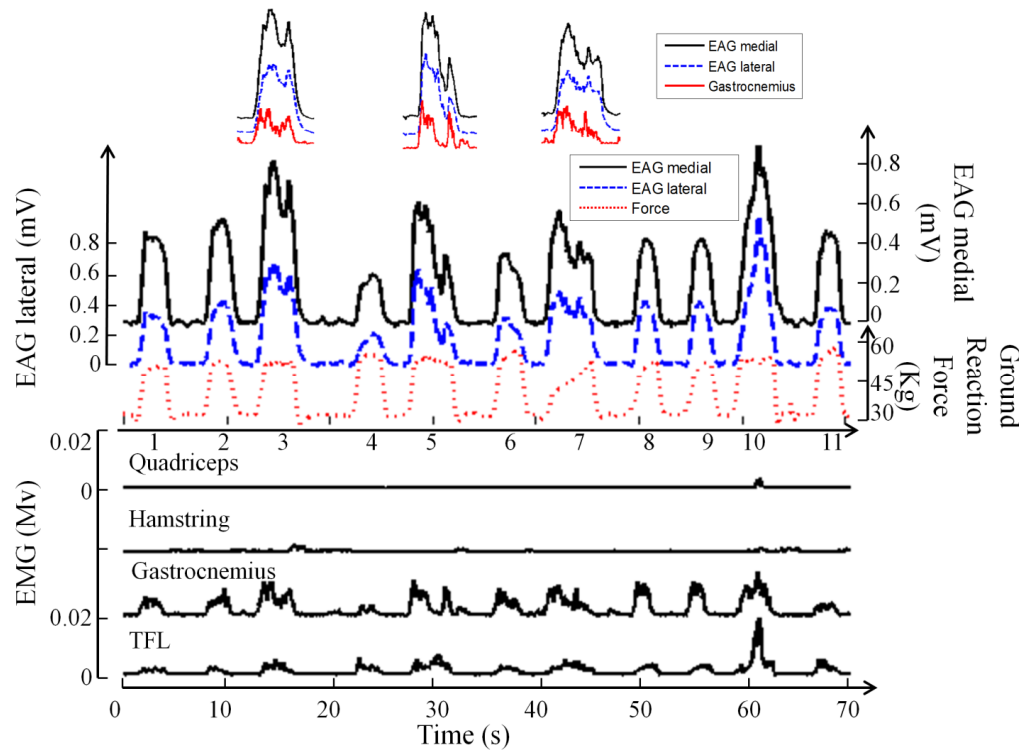 EAG medial
EAG lateral
Gastrocnemius
EAG medial
EAG lateral
Force
EAG lateral (mV)
0.8
0.6
0.4
0.2
0
0.8
0.6
0.4
0.2
0
EAG medial
(mV)
60
45
30
Ground
Reaction
Force
(Kg)
1 2 3 4 5 6 7 8 9 10 11
EMG (Mv)
0.02
0
0.02
0
Quadriceps
Hamstring
Gastrocnemius
TFL
0 10 20 30 40 50 60 70
Time (s)